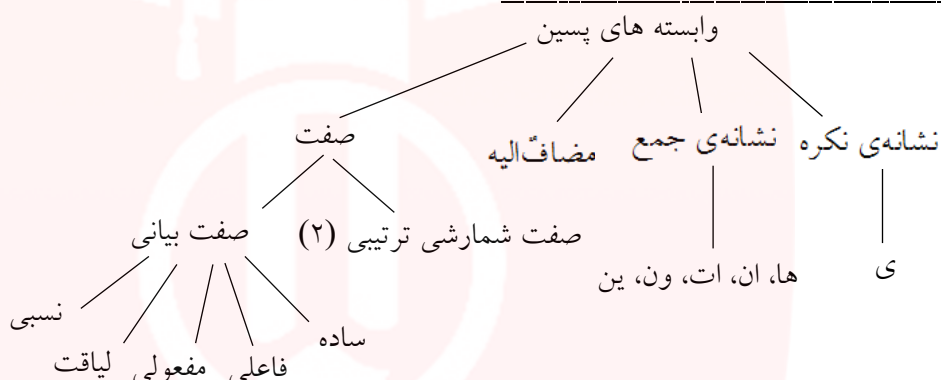 وابسته های پسین
نشانه‌ی نکره
نشانه‌ی جمع
مضافٌ‌الیه
صفت
ی
ها، ان، ات، ون، ین
صفت شمارشی ترتیبی (۲)
صفت بیانی
ساده
فاعلی
مفعولی
لیاقت
نسبی